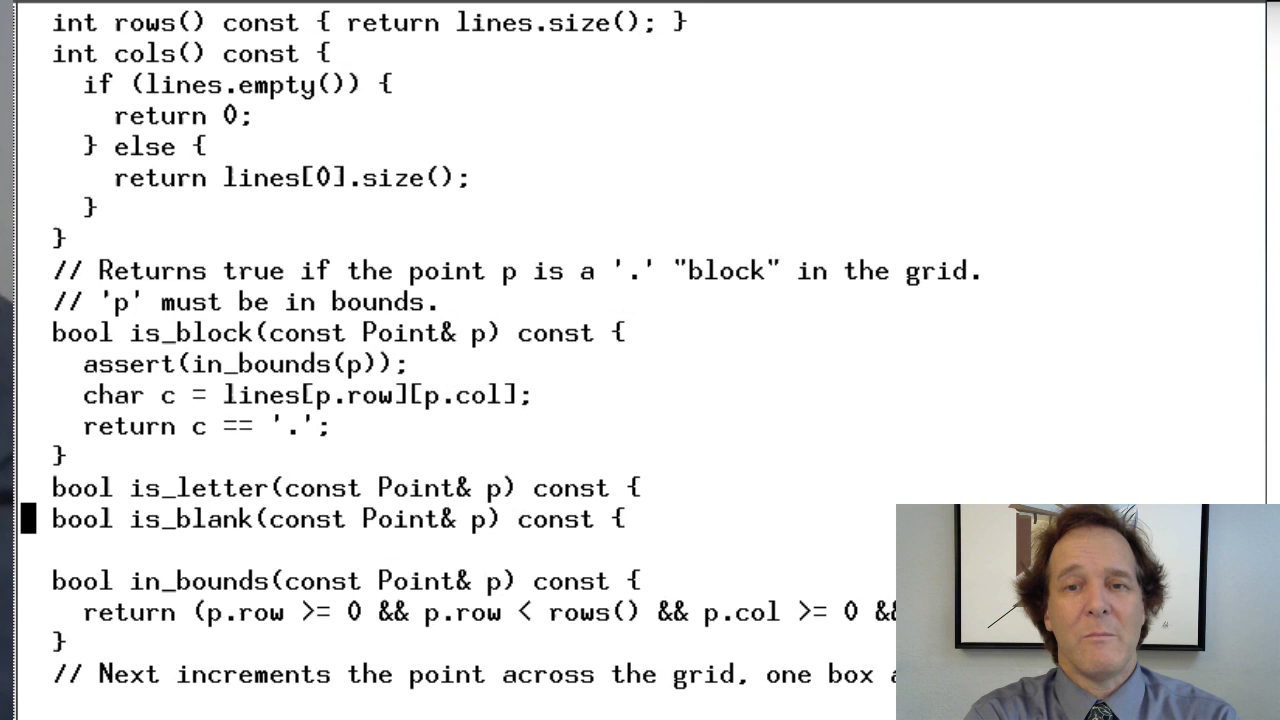 int rows() const { return lines.size(); }
int cols() const {
if (lines.empty()) {
return 0;
} else {
return lines[0].size();
}
}
// Returns true if the point p is a '.' "block" in the grid.
// 'p' must be in bounds.
bool is_block(const Point& p) const {
assert(in_bounds(p));
char c = lines[p.row][p.col];
return c == '.';
}
bool is_letter(const Point& p) const {
bool is_blank(const Point& p) const {
bool in_bounds(const Point& p) const {
return (p.row >= 0 && p.row < rows() && p.col >= 0 &&
}
// Next increments the point across the grid, one box